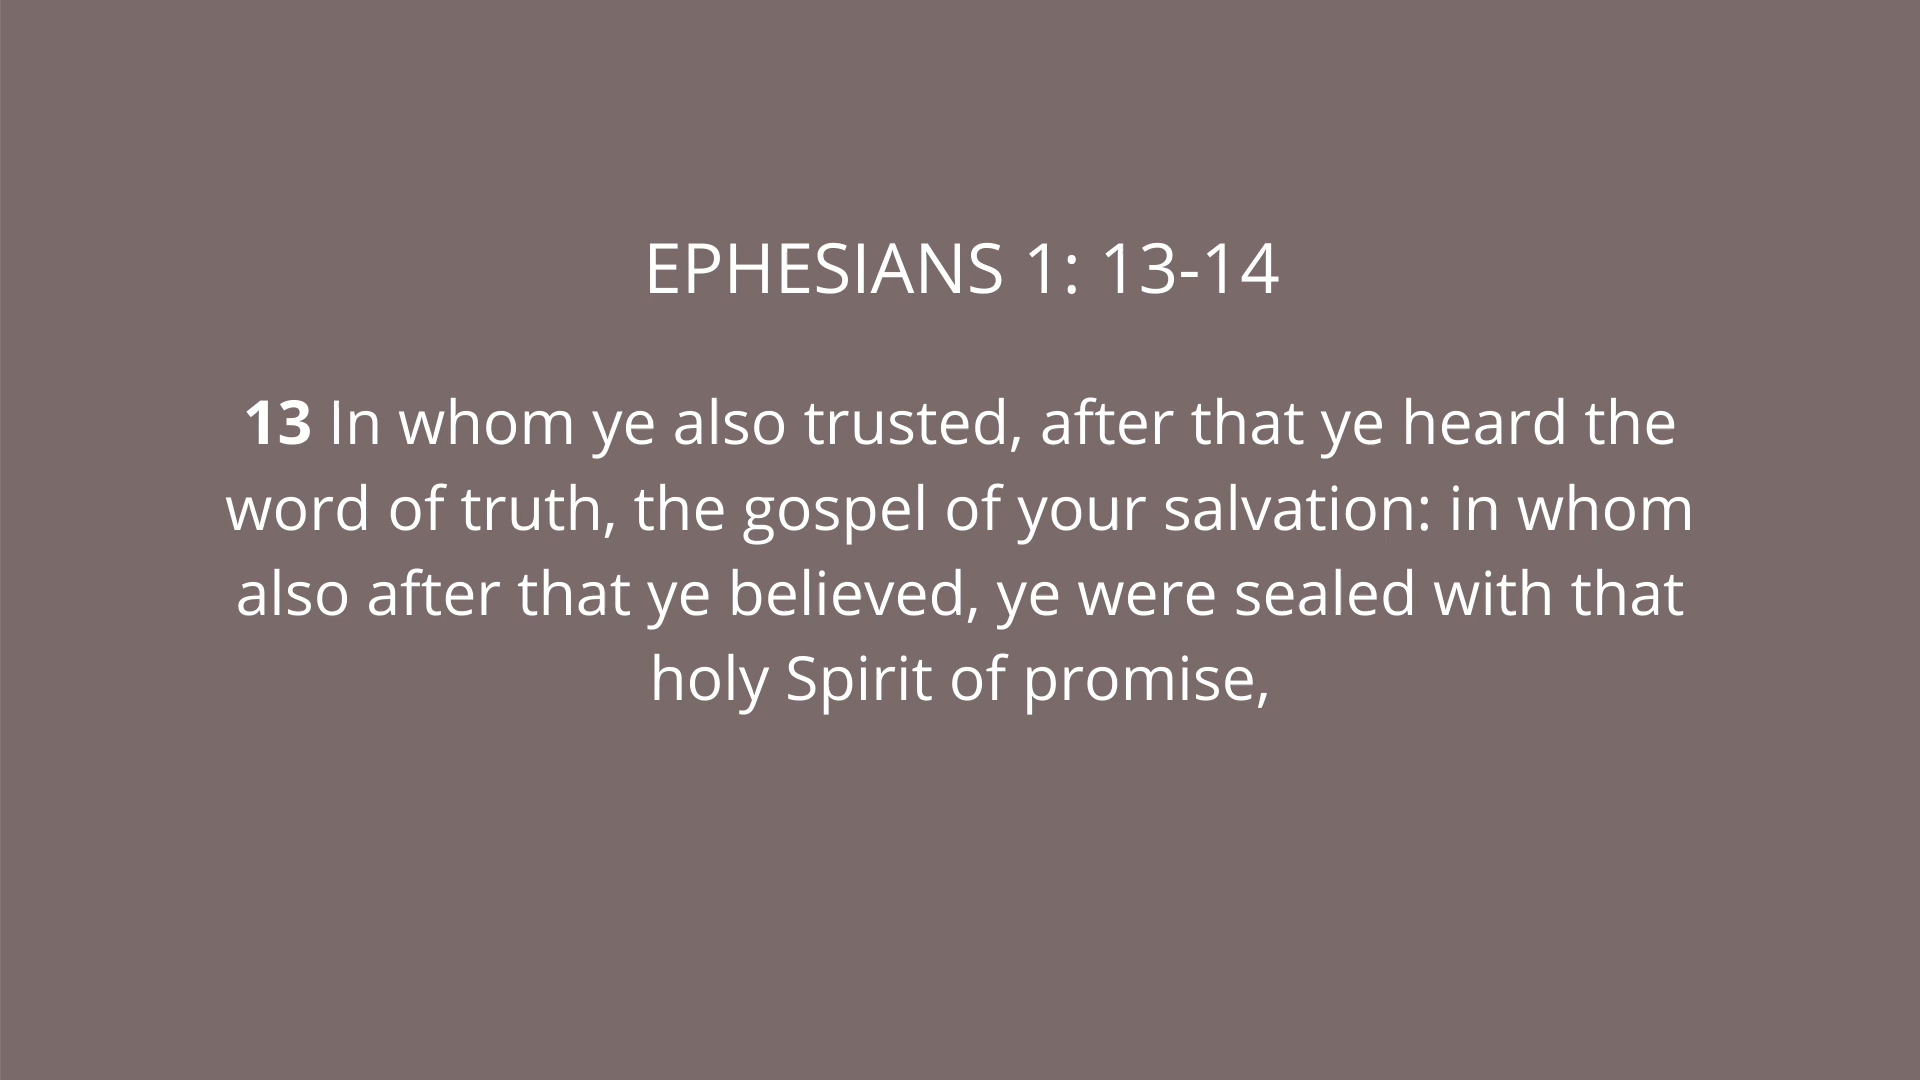 EPHESIANS 1: 13-14
13 In whom ye also trusted, after that ye heard the
word of truth, the gospel of your salvation: in whom
also after that ye believed, ye were sealed with that
holy Spirit of promise,